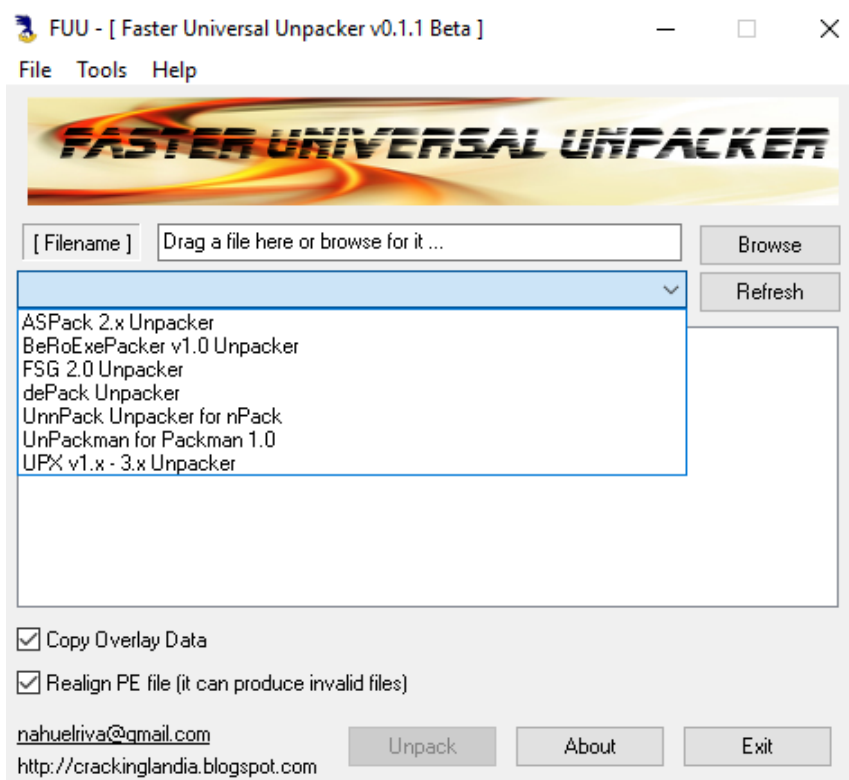 FUU - [ Faster Universal Unpacker v0.1.1 Beta ]
File Tools Help
FASTER UNIVERSAL UNPACKER
[ Filename ] Drag a file here or browse for it ... Browse
Refresh
ASPack 2.x Unpacker
BeRoExePacker v1.0 Unpacker
FSG 2.0 Unpacker
dePack Unpacker
UnnPack Unpacker for nPack
UnPackman for Packman 1.0
UPX v1.x - 3.x Unpacker
Copy Overlay Data
Realign PE file (it can produce invalid files)
nahuelriva@gmail.com
http://crackinglandia.blogspot.com
Unpack About Exit